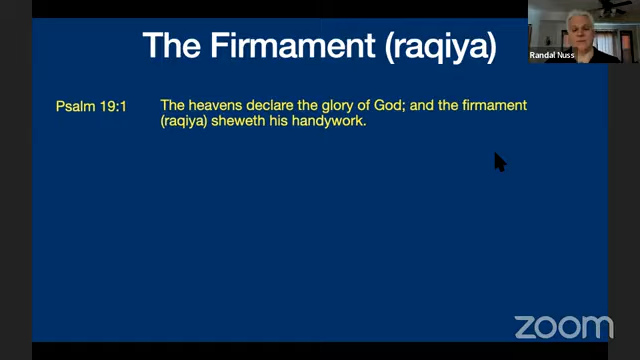 The Firmament (raqiya)
Randal Nuss
Psalm 19:1
The heavens declare the glory of God; and the firmament
(raqiya) sheweth his handywork.
zoom